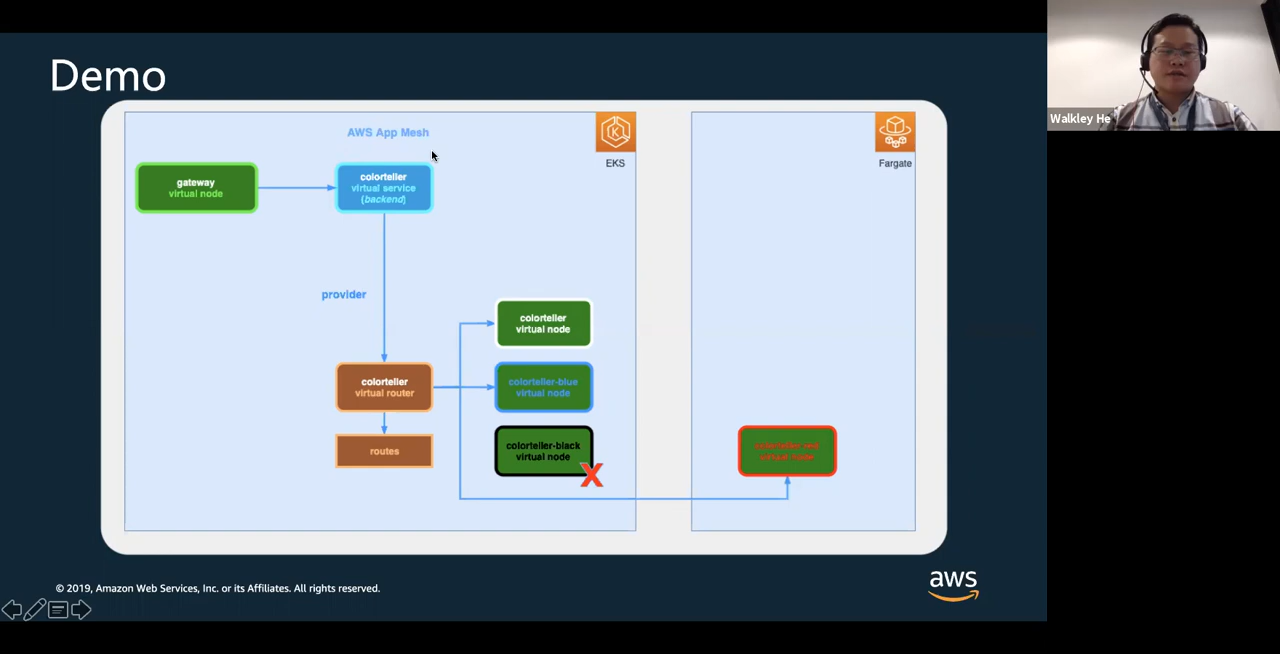 Demo
Walkley He
AWS App Mesh
EKS
Fargate
gateway
virtual node
colorteller
virtual service
(backend)
provider
colorteller
virtual node
colorteller
virtual router
colorteller-blue
virtual node
routes
colorteller-black
virtual node
X
virtual node
© 2019, Amazon Web Services, Inc. or its Affiliates. All rights reserved.
aws